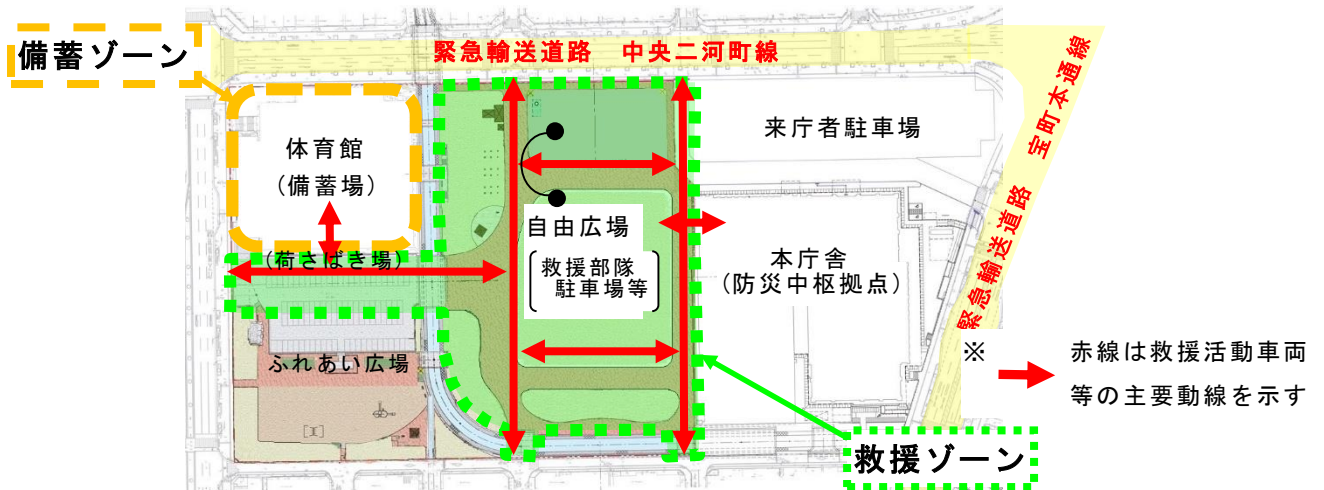 備蓄ゾーン
緊急輸送道路　中央二河町線
緊急輸送道路　宝町本通線
体育館
(備蓄場)
来庁者駐車場
自由広場
救援部隊
駐車場等
本庁舎
(防災中枢拠点)
(荷さばき場)
ふれあい広場
※
赤線は救援活動車両
等の主要動線を示す
救援ゾーン